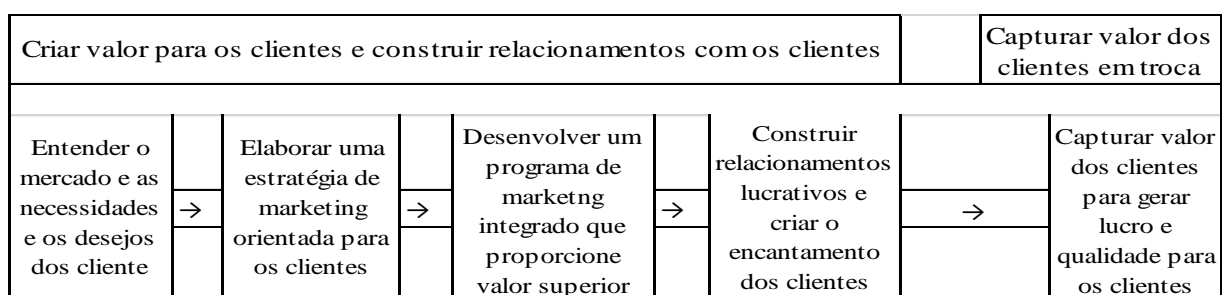 Criar valor para os clientes e construir relacionamentos com os clientes
Capturar valor dos
clientes em troca
Entender o
mercado e as
necessidades
e os desejos
dos cliente
→
Elaborar uma
estratégia de
marketing
orientada para
os clientes
→
Desenvolver um
programa de
marketng
integrado que
proporcione
valor superior
→
Construir
relacionamentos
lucrativos e
criar o
encantamento
dos clientes
→
Capturar valor
dos clientes
para gerar
lucro e
qualidade para
os clientes